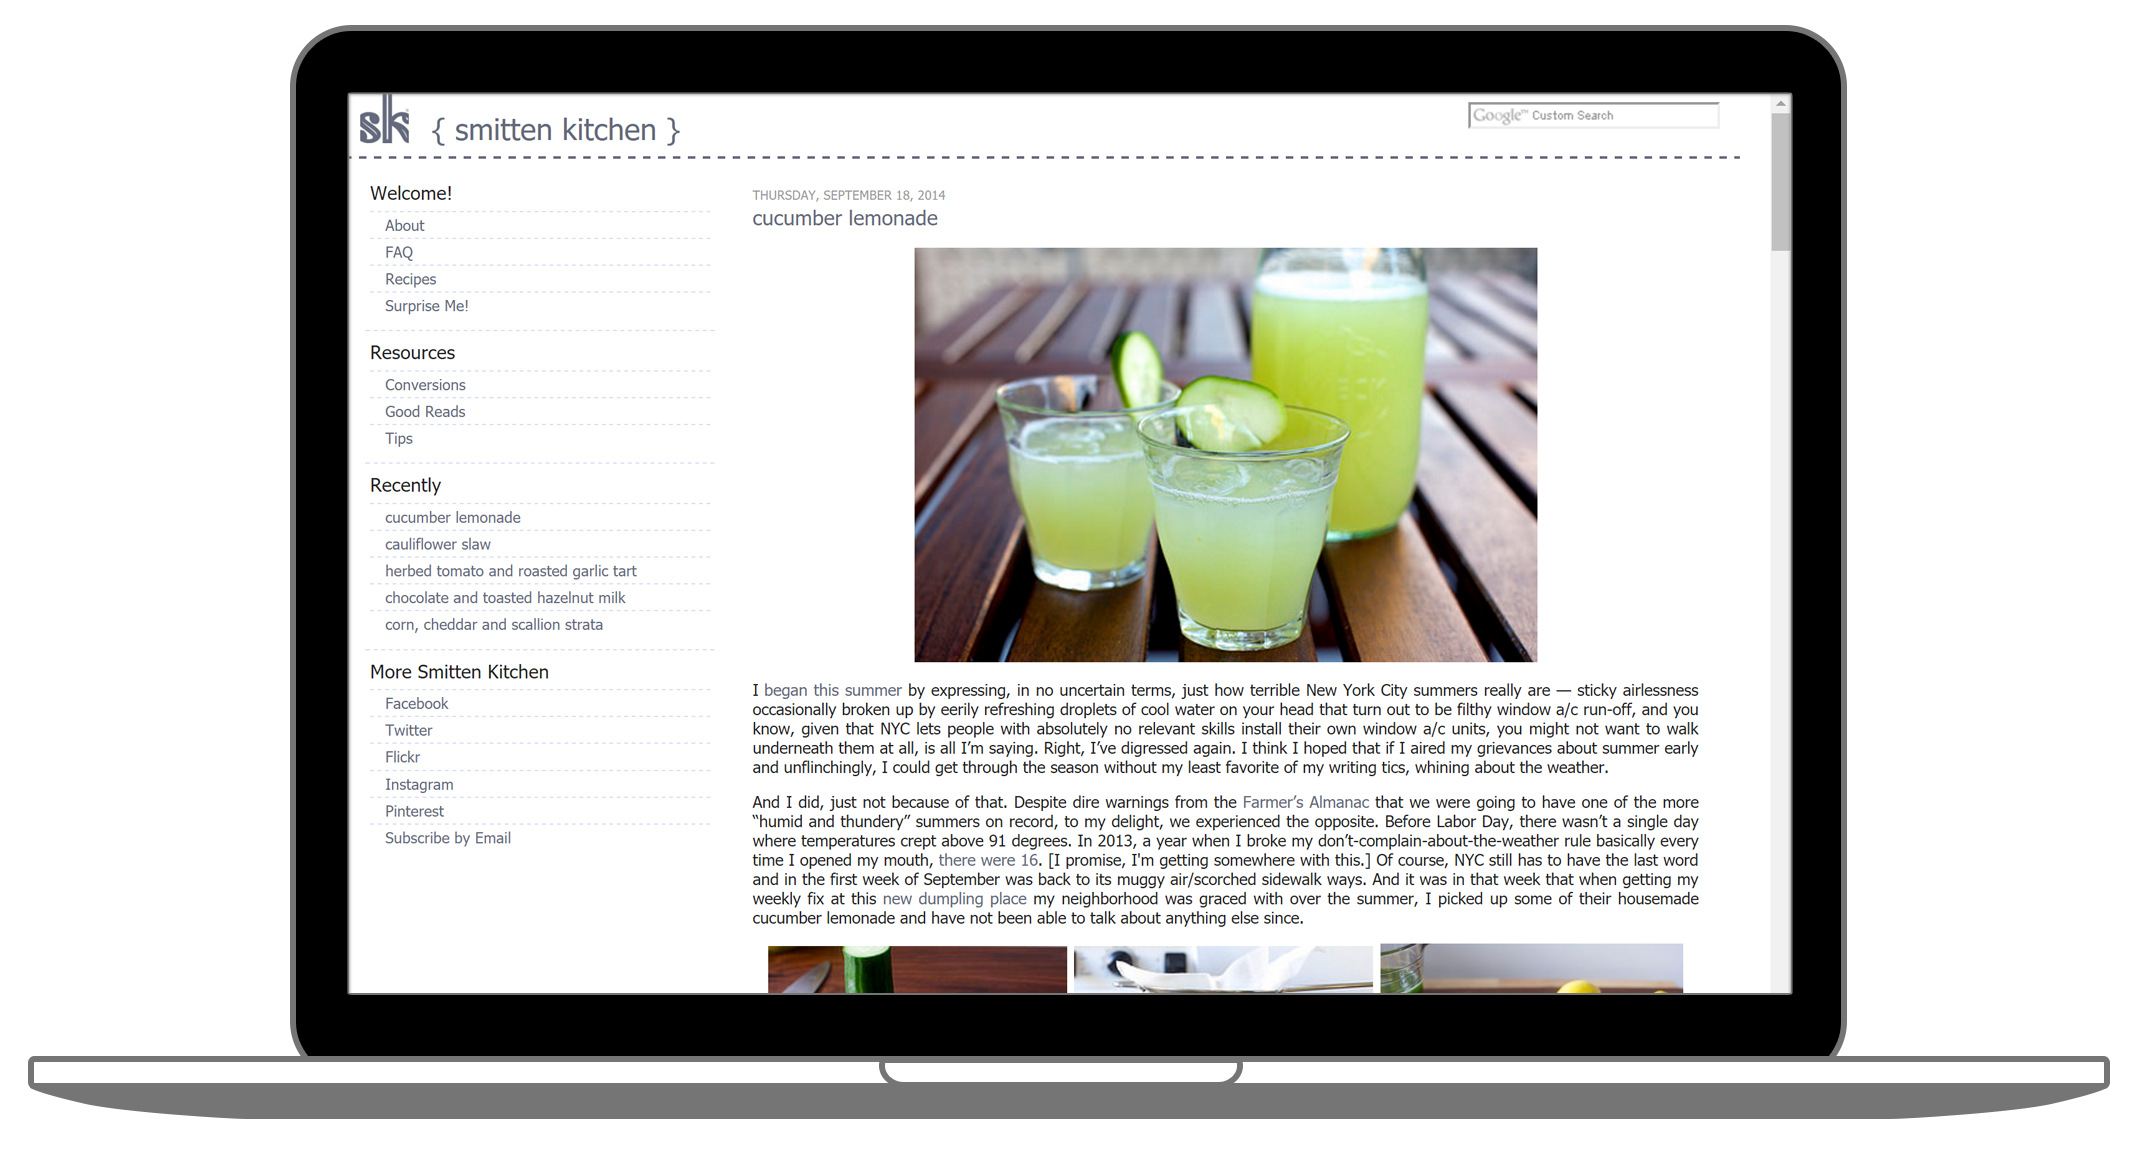 sk { smitten kitchen }
Google™ Custom Search
Welcome!
About
FAQ
Recipes
Surprise Me!
Resources
Conversions
Good Reads
Tips
Recently
cucumber lemonade
cauliflower slaw
herbed tomato and roasted garlic tart
chocolate and toasted hazelnut milk
corn, cheddar and scallion strata
More Smitten Kitchen
Facebook
Twitter
Flickr
Instagram
Pinterest
Subscribe by Email
THURSDAY, SEPTEMBER 18, 2014
cucumber lemonade
I began this summer by expressing, in no uncertain terms, just how terrible New York City summers really are — sticky airlessness
occasionally broken up by eerily refreshing droplets of cool water on your head that turn out to be filthy window a/c run-off, and you
know, given that NYC lets people with absolutely no relevant skills install their own window a/c units, you might not want to walk
underneath them at all, is all I’m saying. Right, I’ve digressed again. I think I hoped that if I aired my grievances about summer early
and unflinchingly, I could get through the season without my least favorite of my writing tics, whining about the weather.
And I did, just not because of that. Despite dire warnings from the Farmer’s Almanac that we were going to have one of the more
“humid and thundery” summers on record, to my delight, we experienced the opposite. Before Labor Day, there wasn’t a single day
where temperatures crept above 91 degrees. In 2013, a year when I broke my don’t-complain-about-the-weather rule basically every
time I opened my mouth, there were 16. [I promise, I'm getting somewhere with this.] Of course, NYC still has to have the last word
and in the first week of September was back to its muggy air/scorched sidewalk ways. And it was in that week that when getting my
weekly fix at this new dumpling place my neighborhood was graced with over the summer, I picked up some of their housemade
cucumber lemonade and have not been able to talk about anything else since.